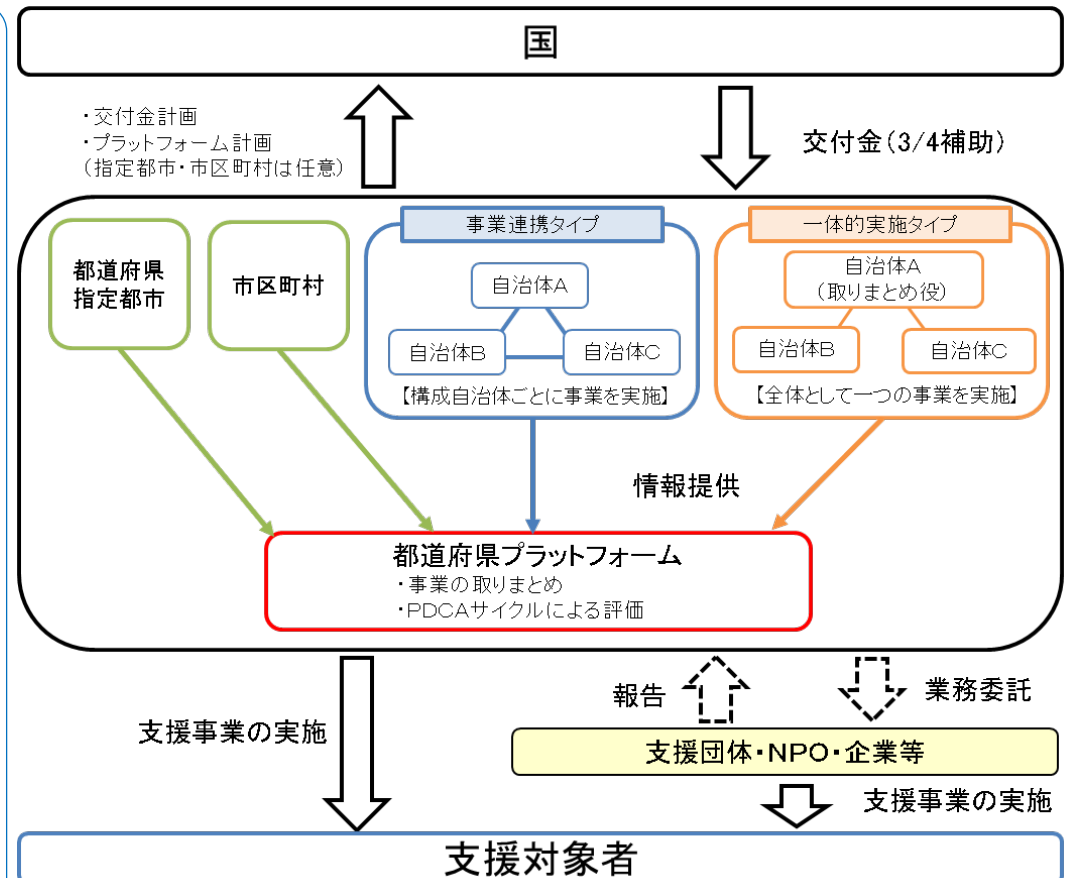 国
・交付金計画
・プラットフォーム計画
(指定都市・市区町村は任意)
交付金(3/4補助)
都道府県
指定都市
市区町村
事業連携タイプ
自治体A
自治体B
自治体C
【構成自治体ごとに事業を実施】
一体的実施タイプ
自治体A
(取りまとめ役)
自治体B
自治体C
【全体として一つの事業を実施】
情報提供
都道府県プラットフォーム
・事業の取りまとめ
・PDCAサイクルによる評価
支援事業の実施
報告
業務委託
支援団体・NPO・企業等
支援事業の実施
支援対象者